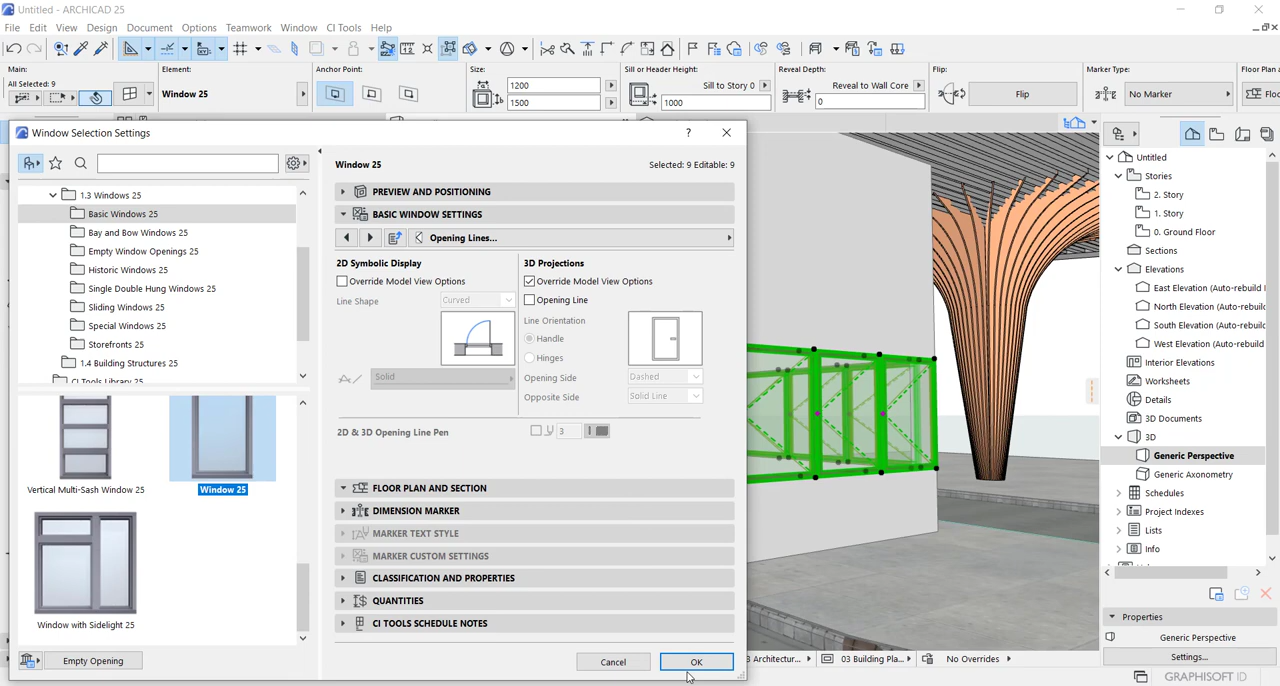 Untitled - ARCHICAD 25
File Edit View Design Document Options Teamwork Window CI Tools Help
Main:
All Selected: 9
Element:
Window 25
Anchor Point:
Size:
1200
1500
Sill or Header Height:
Sill to Story 0
1000
Reveal Depth:
Reveal to Wall Core
0
Flip:
Flip
Marker Type:
No Marker
Floor Plan a
Floo
Window Selection Settings
?
Window 25
Selected: 9 Editable: 9
1.3 Windows 25
Basic Windows 25
Bay and Bow Windows 25
Empty Window Openings 25
Historic Windows 25
Single Double Hung Windows 25
Sliding Windows 25
Special Windows 25
Storefronts 25
1.4 Building Structures 25
CI Tools Library 25
Vertical Multi-Sash Window 25
Window 25
Window with Sidelight 25
Empty Opening
PREVIEW AND POSITIONING
BASIC WINDOW SETTINGS
Opening Lines...
2D Symbolic Display
Override Model View Options
Line Shape
Curved
Solid
3D Projections
Override Model View Options
Opening Line
Line Orientation
Handle
Hinges
Opening Side
Dashed
Opposite Side
Solid Line
2D & 3D Opening Line Pen
3
1
FLOOR PLAN AND SECTION
DIMENSION MARKER
MARKER TEXT STYLE
MARKER CUSTOM SETTINGS
CLASSIFICATION AND PROPERTIES
QUANTITIES
CI TOOLS SCHEDULE NOTES
Cancel
OK
Untitled
Stories
2. Story
1. Story
0. Ground Floor
Sections
Elevations
East Elevation (Auto-rebuild
North Elevation (Auto-rebuild
South Elevation (Auto-rebuild
West Elevation (Auto-rebuild
Interior Elevations
Worksheets
Details
3D Documents
3D
Generic Perspective
Generic Axonometry
Schedules
Project Indexes
Lists
Info
Properties
Generic Perspective
Settings...
3 Architectur...
03 Building Pla...
No Overrides
GRAPHISOFT ID